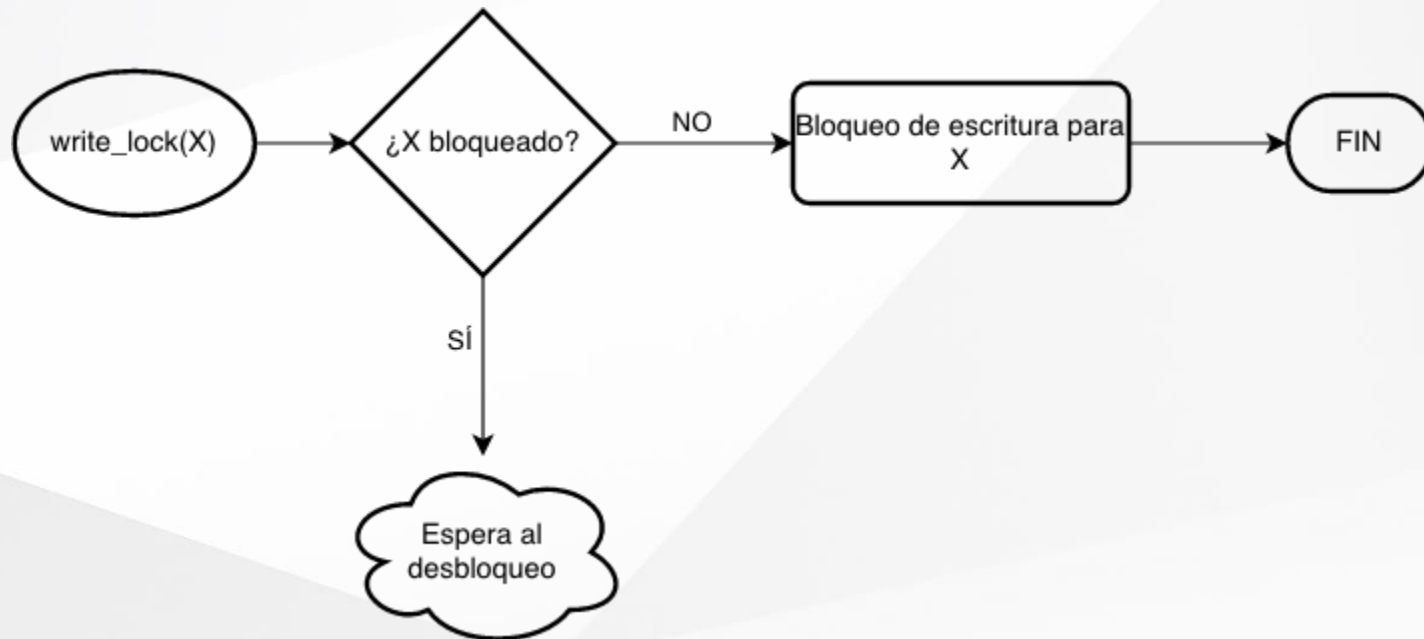 write_lock(X)
¿X bloqueado?
NO
Bloqueo de escritura para
X
FIN
SÍ
Espera al
desbloqueo